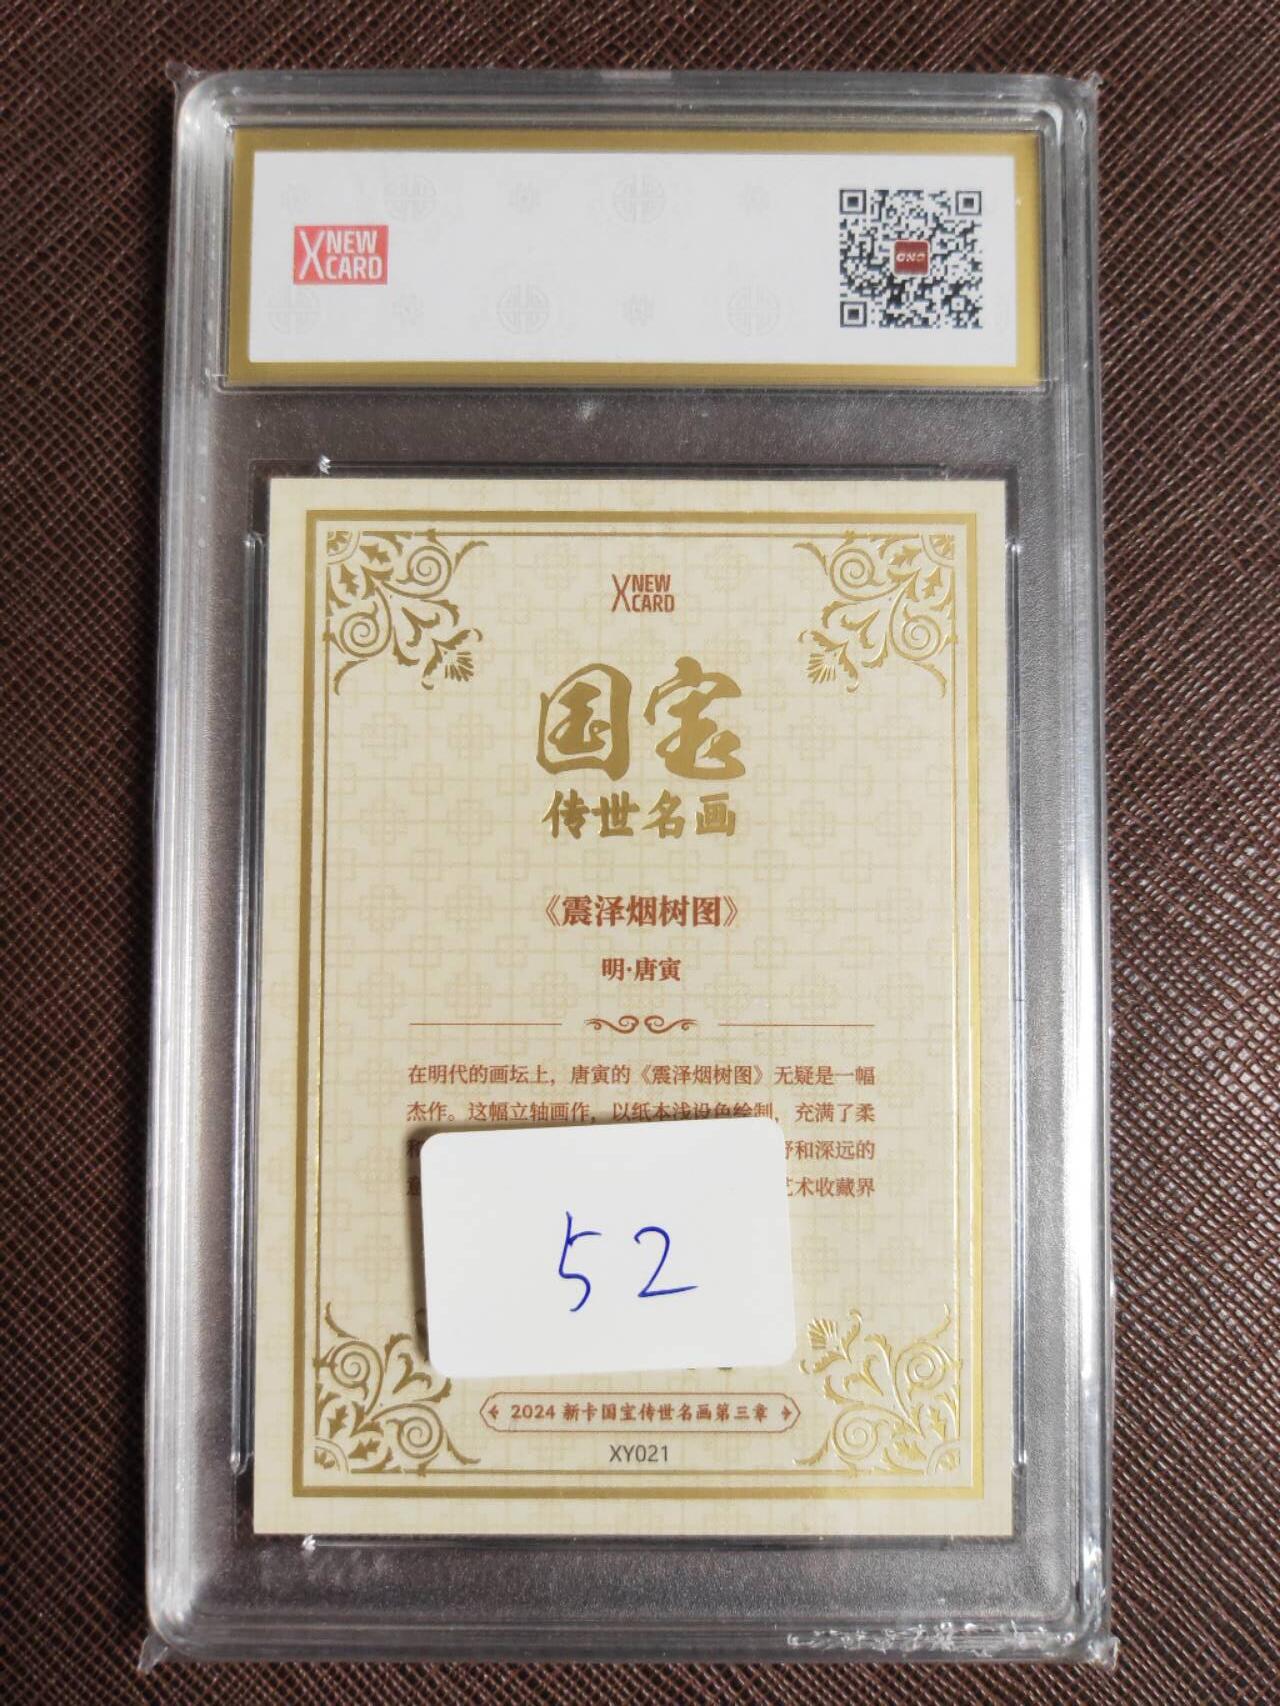 X NEW CARD
CNC
X NEW CARD
国宝
传世名画
《震泽烟树图》
明·唐寅
在明代的画坛上，唐寅的《震泽烟树图》无疑是一幅
杰作。这幅立轴画作，以纸本浅设色绘制，充满了柔
和深远的
艺术收藏界
52
2024 新卡国宝传世名画第三章
XY021